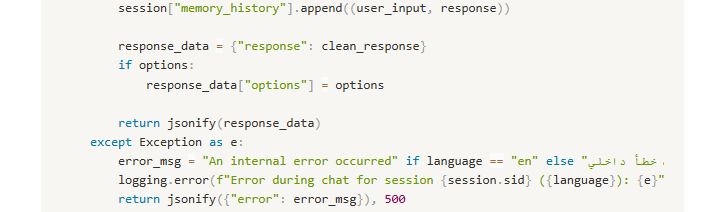 session["memory_history"].append((user_input, response))
response_data = {"response": clean_response}
if options:
response_data["options"] = options
return jsonify(response_data)
except Exception as e:
error_msg = "An internal error occurred" if language == "en" else "خطأ داخلي
logging.error(f"Error during chat for session {session.sid} ({language}): {e}"
return jsonify({"error": error_msg}), 500